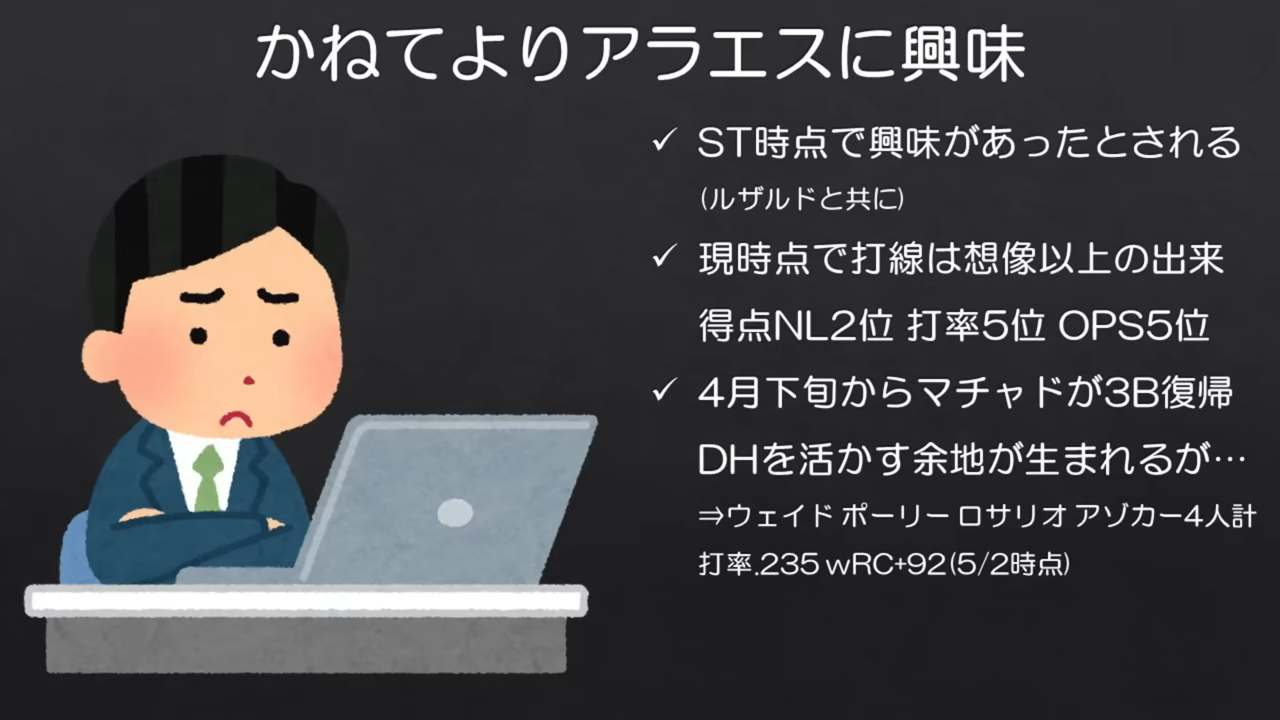 かねてよりアラエスに興味
✓ ST時点で興味があったとされる
(ルザルドと共に)
✓ 現時点で打線は想像以上の出来
得点NL2位 打率5位 OPS5位
✓ 4月下旬からマチャドが3B復帰
DHを活かす余地が生まれるが…
⇒ウェイド ポーリー ロサリオ アゾカー4人計
打率.235 wRC+92(5/2時点)